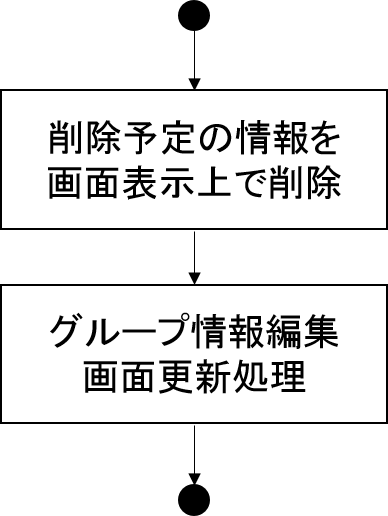 削除予定の情報を
画面表示上で削除
グループ情報編集
画面更新処理